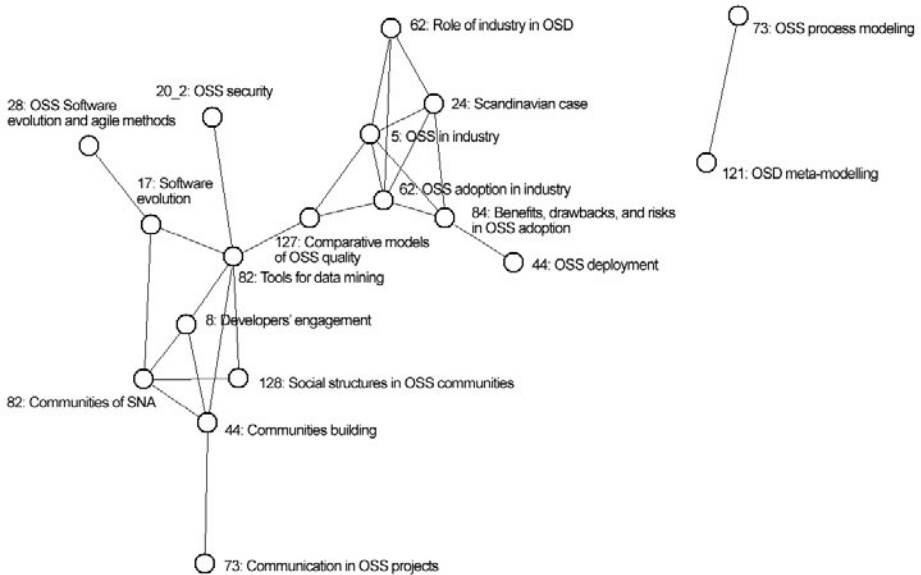 62: Role of industry in OSD
73: OSS process modeling
20_2: OSS security
28: OSS Software
evolution and agile methods
24: Scandinavian case
5: OSS in industry
121: OSD meta-modelling
17: Software
evolution
62: OSS adoption in industry
84: Benefits, drawbacks, and risks
in OSS adoption
127: Comparative models
of OSS quality
44: OSS deployment
82: Tools for data mining
8: Developers' engagement
128: Social structures in OSS communities
82: Communities of SNA
44: Communities building
73: Communication in OSS projects